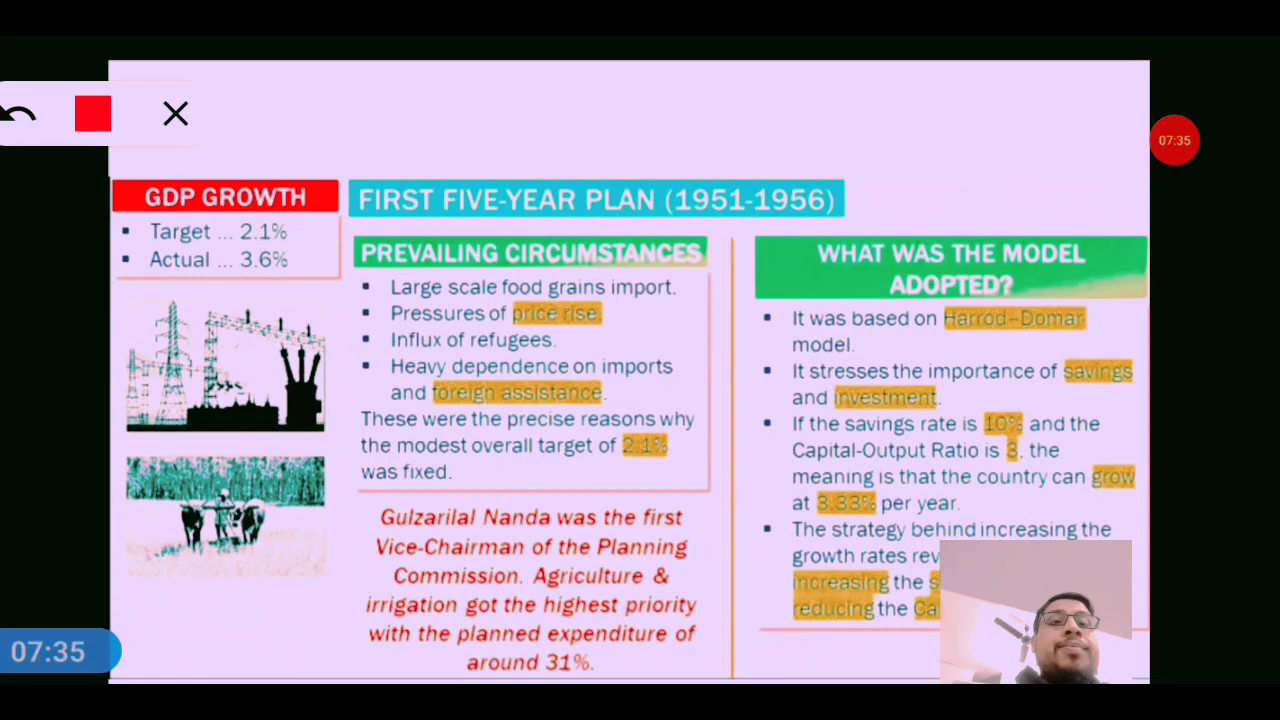 07:35
GDP GROWTH
Target ... 2.1%
Actual ... 3.6%
FIRST FIVE-YEAR PLAN (1951-1956)
PREVAILING CIRCUMSTANCES
Large scale food grains import.
Pressures of price rise.
Influx of refugees.
Heavy dependence on imports
and foreign assistance.
These were the precise reasons why
the modest overall target of 2.1%
was fixed.
Gulzarilal Nanda was the first
Vice-Chairman of the Planning
Commission. Agriculture &
irrigation got the highest priority
with the planned expenditure of
around 31%.
WHAT WAS THE MODEL
ADOPTED?
It was based on Harrod–Domar
model.
It stresses the importance of savings
and investment.
If the savings rate is 10% and the
Capital-Output Ratio is 3, the
meaning is that the country can grow
at 3.33% per year.
The strategy behind increasing the
growth rates
increasing the
reducing the
07:35